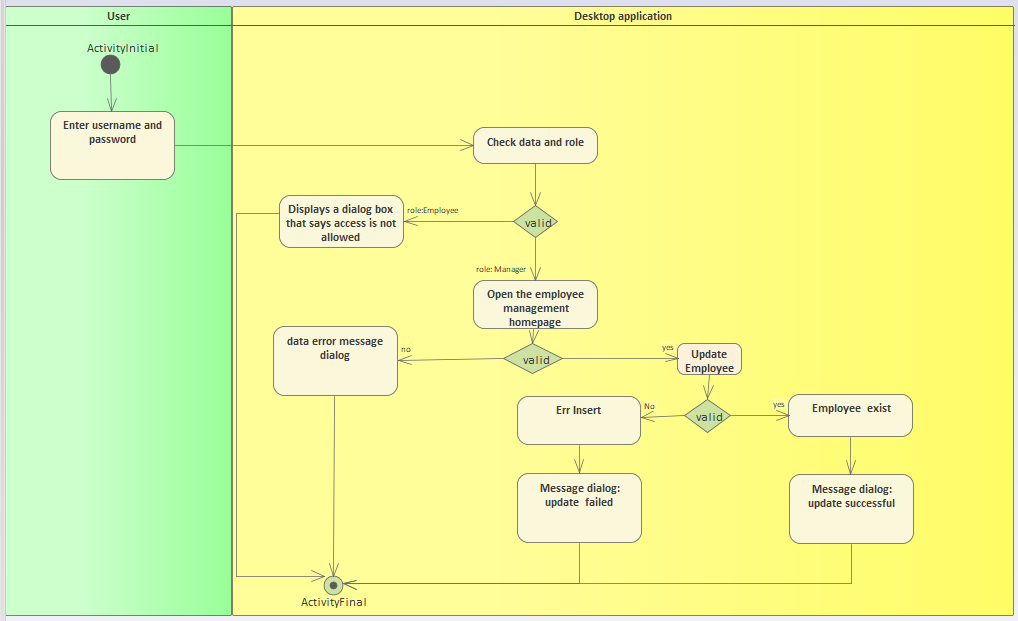 User
Desktop application
ActivityInitial
Enter username and
password
Check data and role
Displays a dialog box
that says access is not
allowed
role:Employee
valid
role: Manager
Open the employee
management
homepage
data error message
dialog
no
valid
yes
Update
Employee
Err Insert
No
valid
yes
Employee  exist
Message dialog:
update  failed
Message dialog:
update successful
ActivityFinal